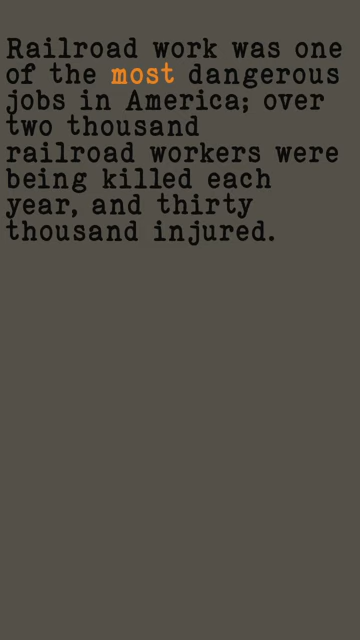 Railroad work was one
of the most dangerous
jobs in America; over
two thousand
railroad workers were
being killed each
year, and thirty
thousand injured.